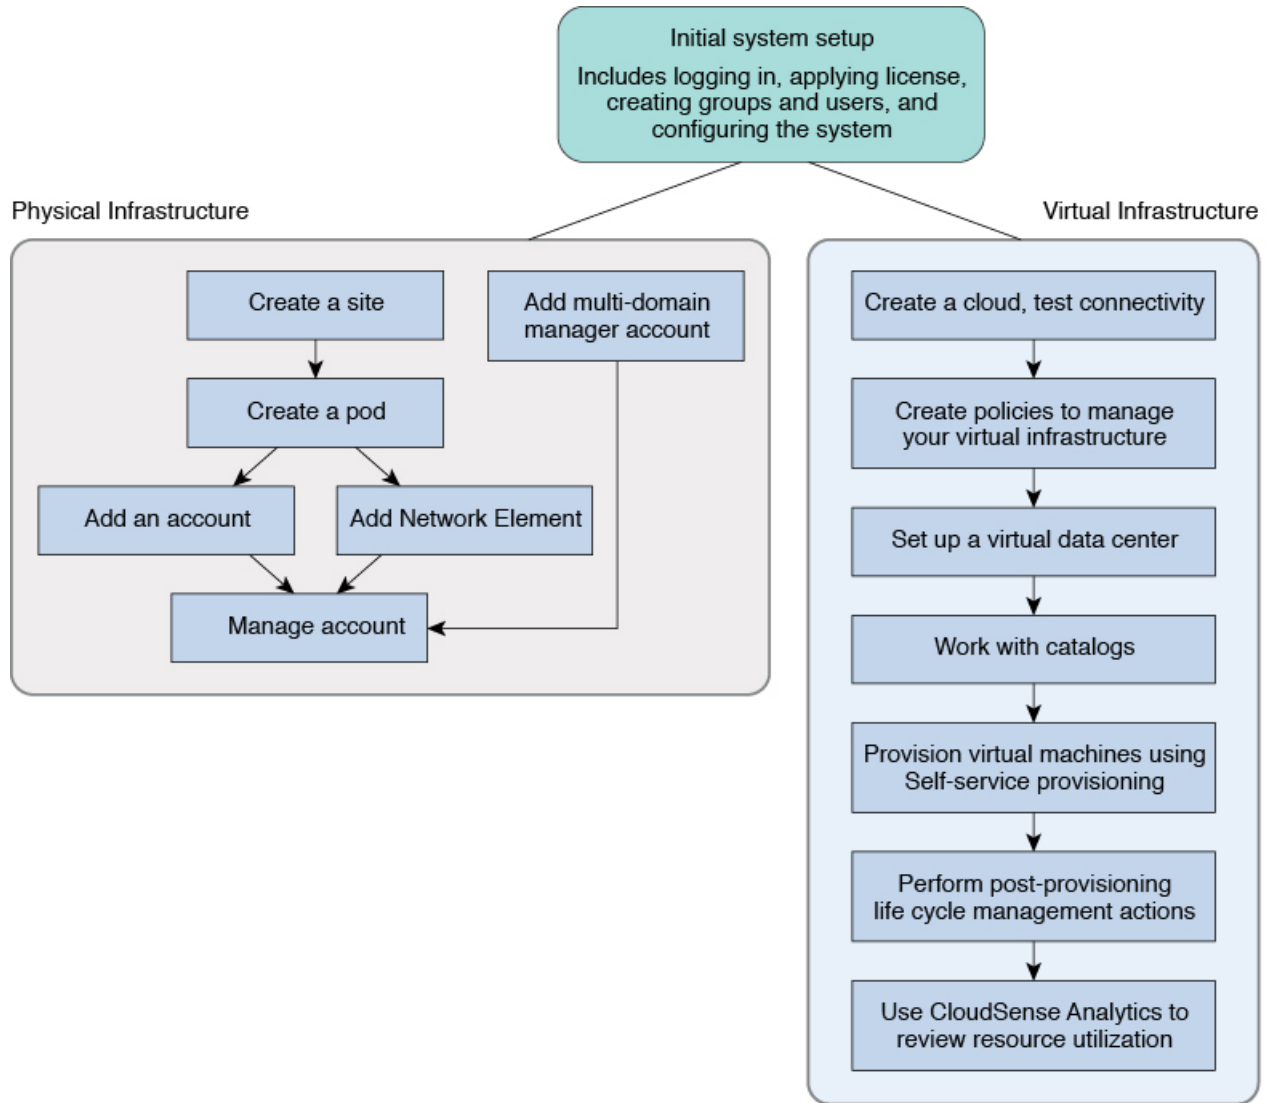 Initial system setup
Includes logging in, applying license,
creating groups and users, and
configuring the system
Physical Infrastructure
Create a site
Add multi-domain
manager account
Create a pod
Add an account
Add Network Element
Manage account
Virtual Infrastructure
Create a cloud, test connectivity
Create policies to manage
your virtual infrastructure
Set up a virtual data center
Work with catalogs
Provision virtual machines using
Self-service provisioning
Perform post-provisioning
life cycle management actions
Use CloudSense Analytics to
review resource utilization